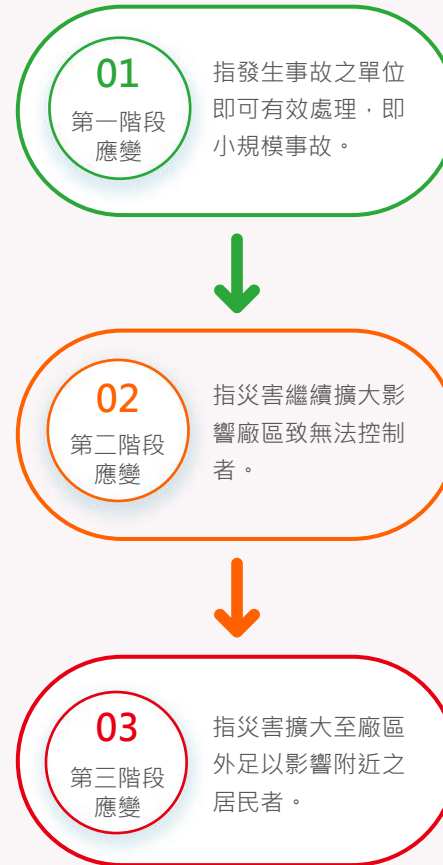 01
第一階段
應變
指發生事故之單位
即可有效處理，即
小規模事故。
02
第二階段
應變
指災害繼續擴大影
響廠區致無法控制
者。
03
第三階段
應變
指災害擴大至廠區
外足以影響附近之
居民者。